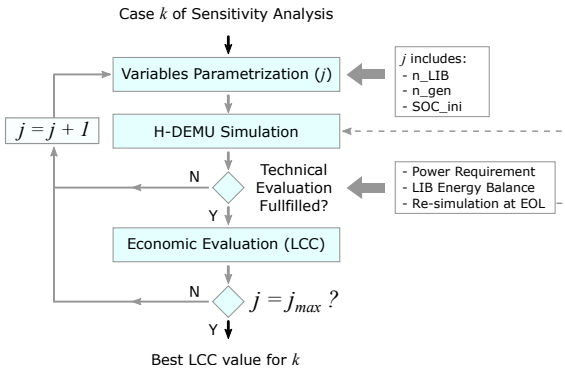 Case k of Sensitivity Analysis
Variables Parametrization (j)
j includes:
- n_LIB
- n_gen
- SOC_ini
j = j + 1
H-DEMU Simulation
N
Technical
Evaluation
Fullfilled?
- Power Requirement
- LIB Energy Balance
- Re-simulation at EOL
Y
Economic Evaluation (LCC)
N
j = jmax ?
Y
Best LCC value for k